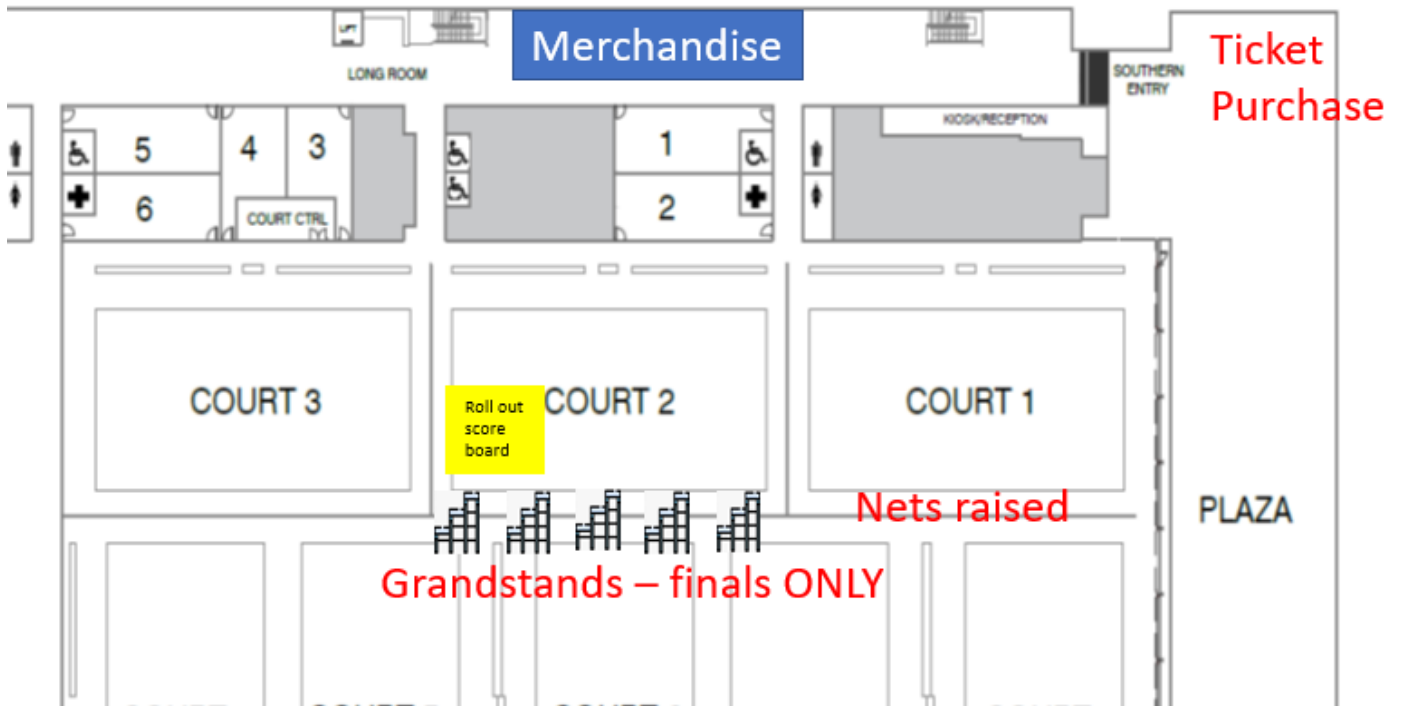 LIFT
Merchandise
Ticket
Purchase
LONG ROOM
SOUTHERN
ENTRY
KIOSK/RECEPTION
5
4
3
1
6
COURT CTRL
2
COURT 3
Roll out
score
board
COURT 2
COURT 1
Nets raised
PLAZA
Grandstands – finals ONLY